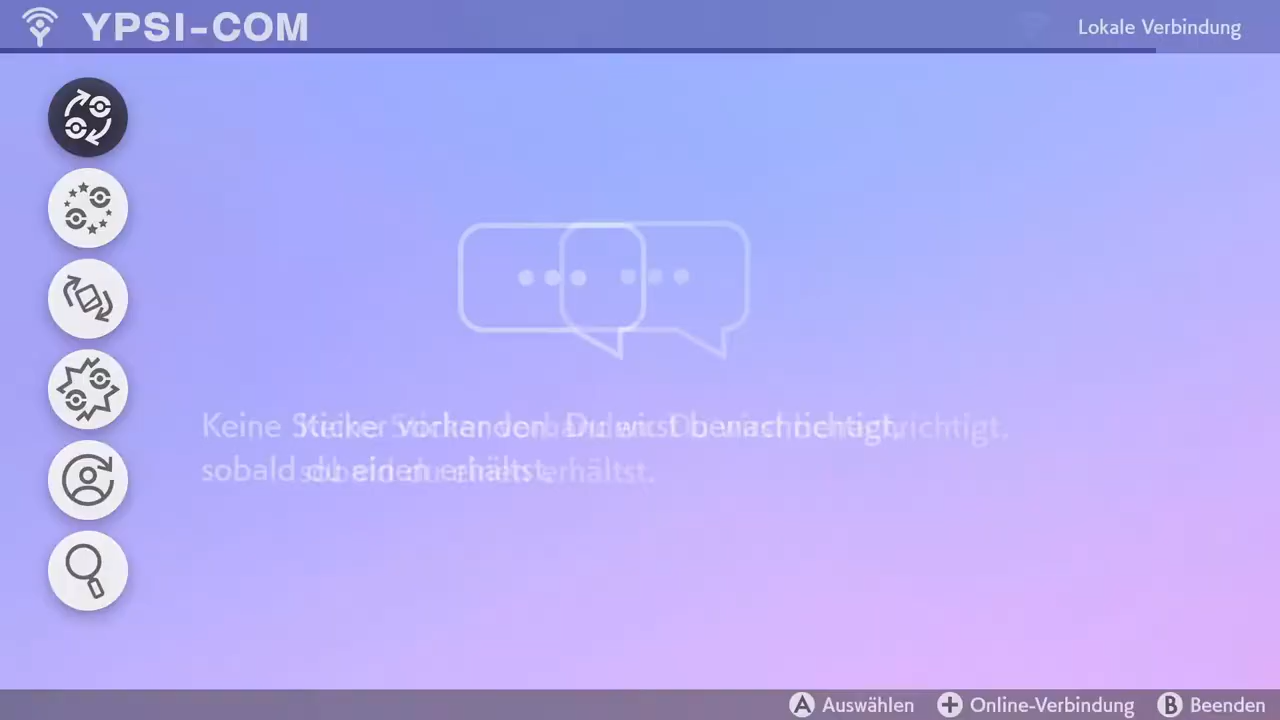 YPSI-COM
Lokale Verbindung
Keine Sticker vorhanden. Du wirst benachrichtigt,
sobald du einen erhältst.
A Auswählen + Online-Verbindung B Beenden